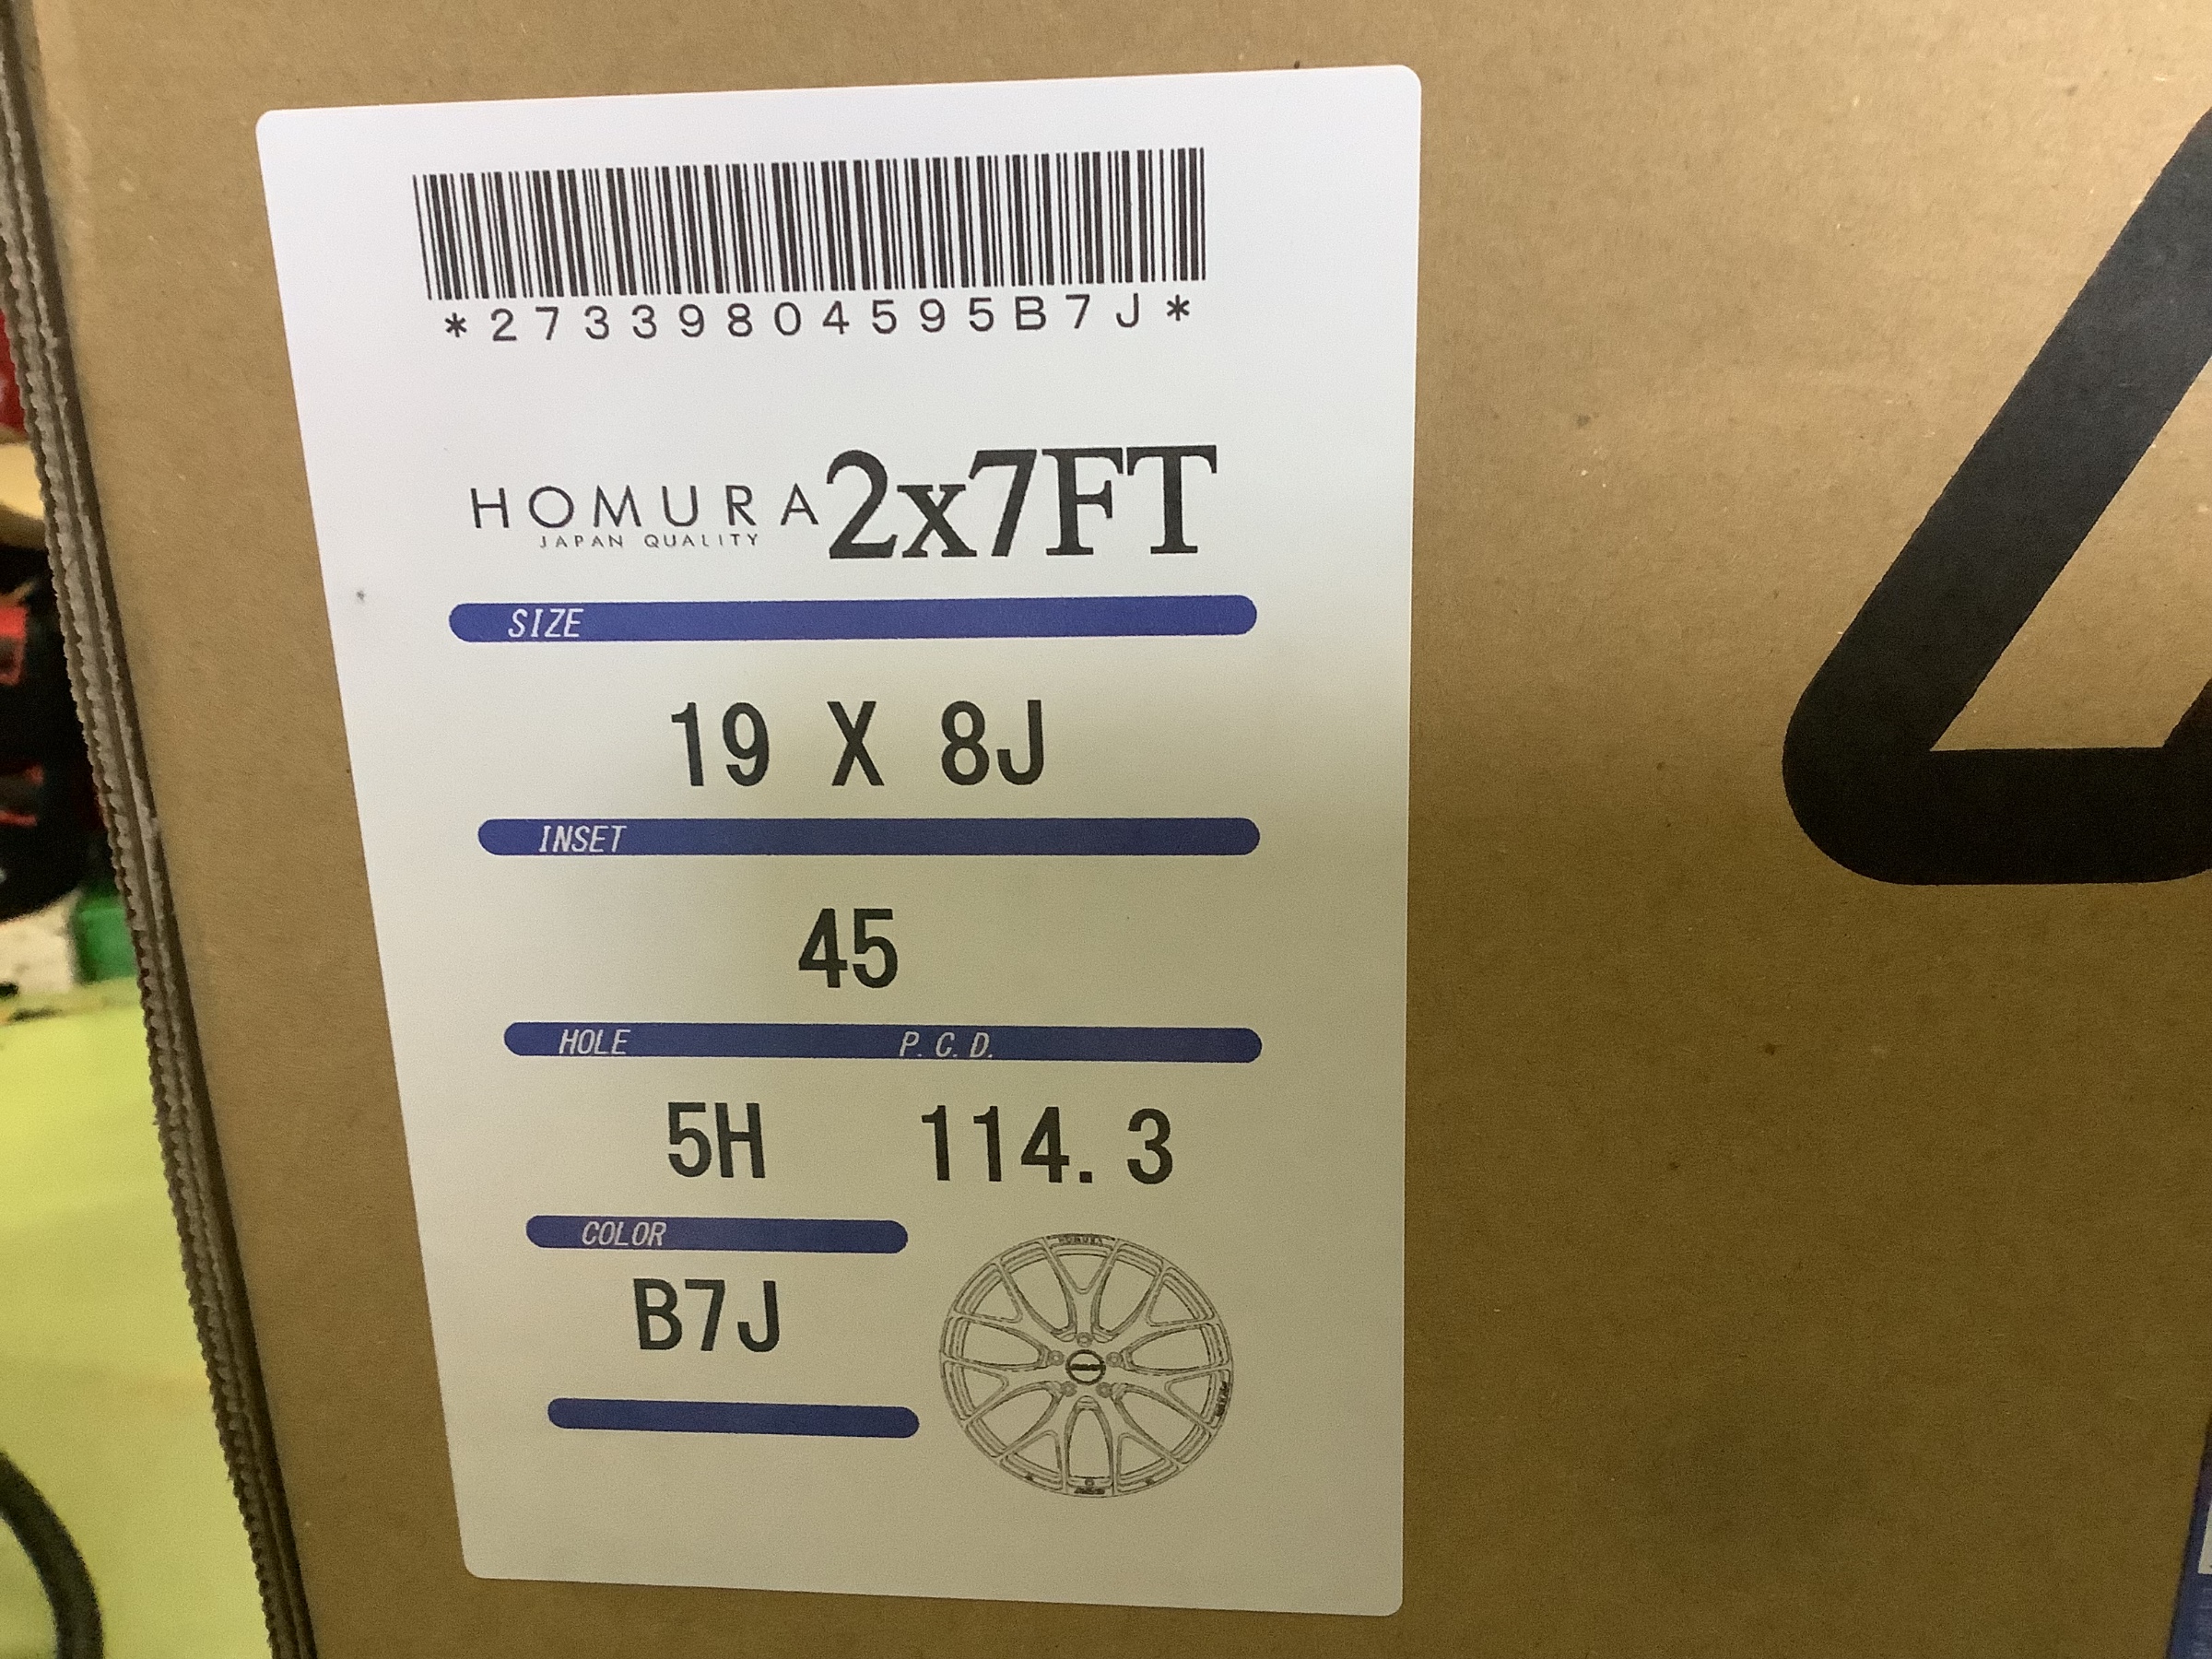 *27339804595B7J*
HOMURA 2x7FT
JAPAN QUALITY
SIZE
19 X 8J
INSET
45
HOLE P.C.D.
5H 114.3
COLOR
B7J